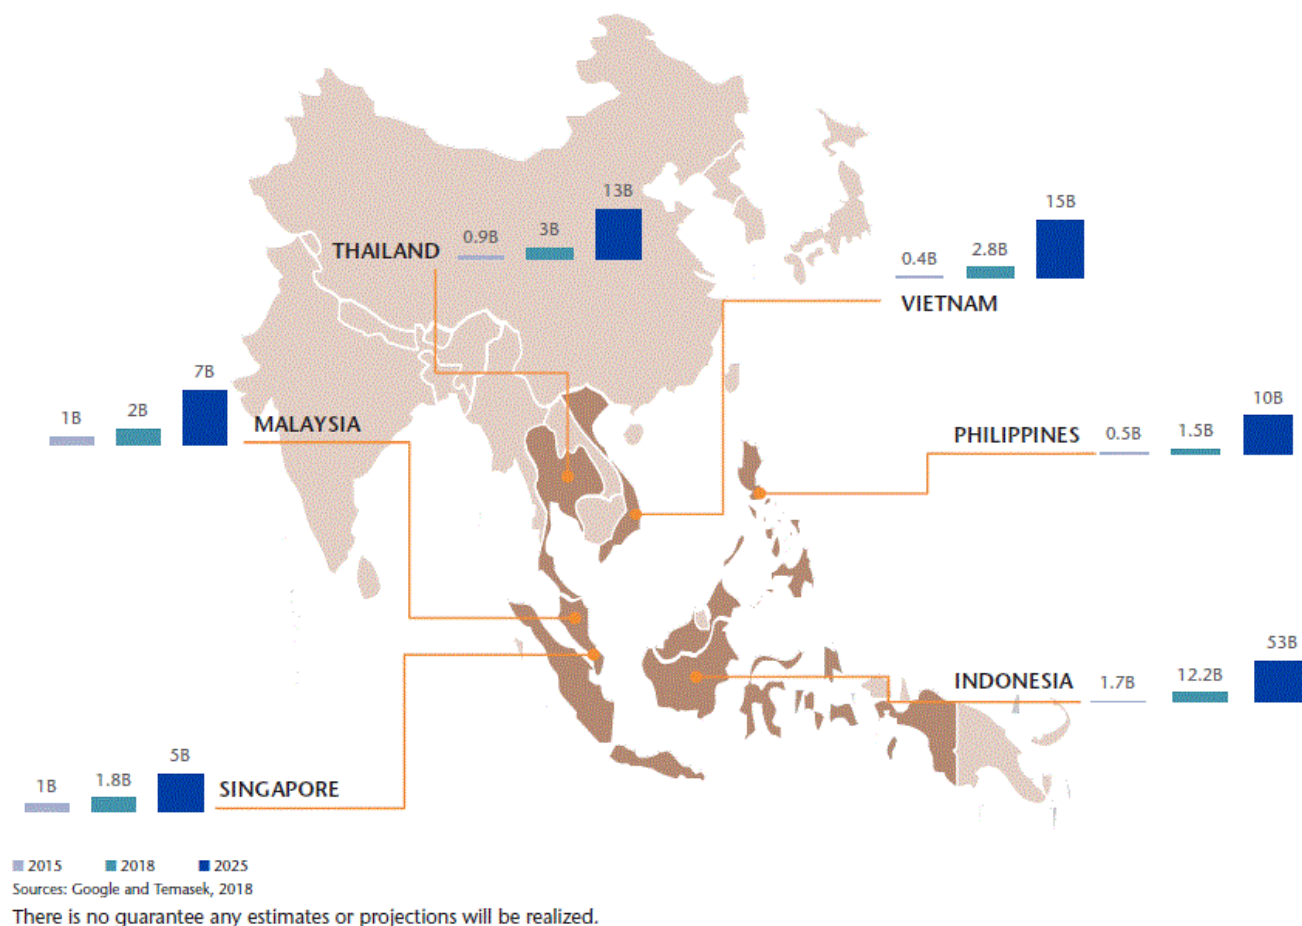 13B
3B
0.9B
THAILAND
15B
2.8B
0.4B
VIETNAM
7B
2B
1B
MALAYSIA
10B
1.5B
0.5B
PHILIPPINES
53B
12.2B
1.7B
INDONESIA
5B
1.8B
1B
SINGAPORE
2015 2018 2025
Sources: Google and Temasek, 2018
There is no guarantee any estimates or projections will be realized.